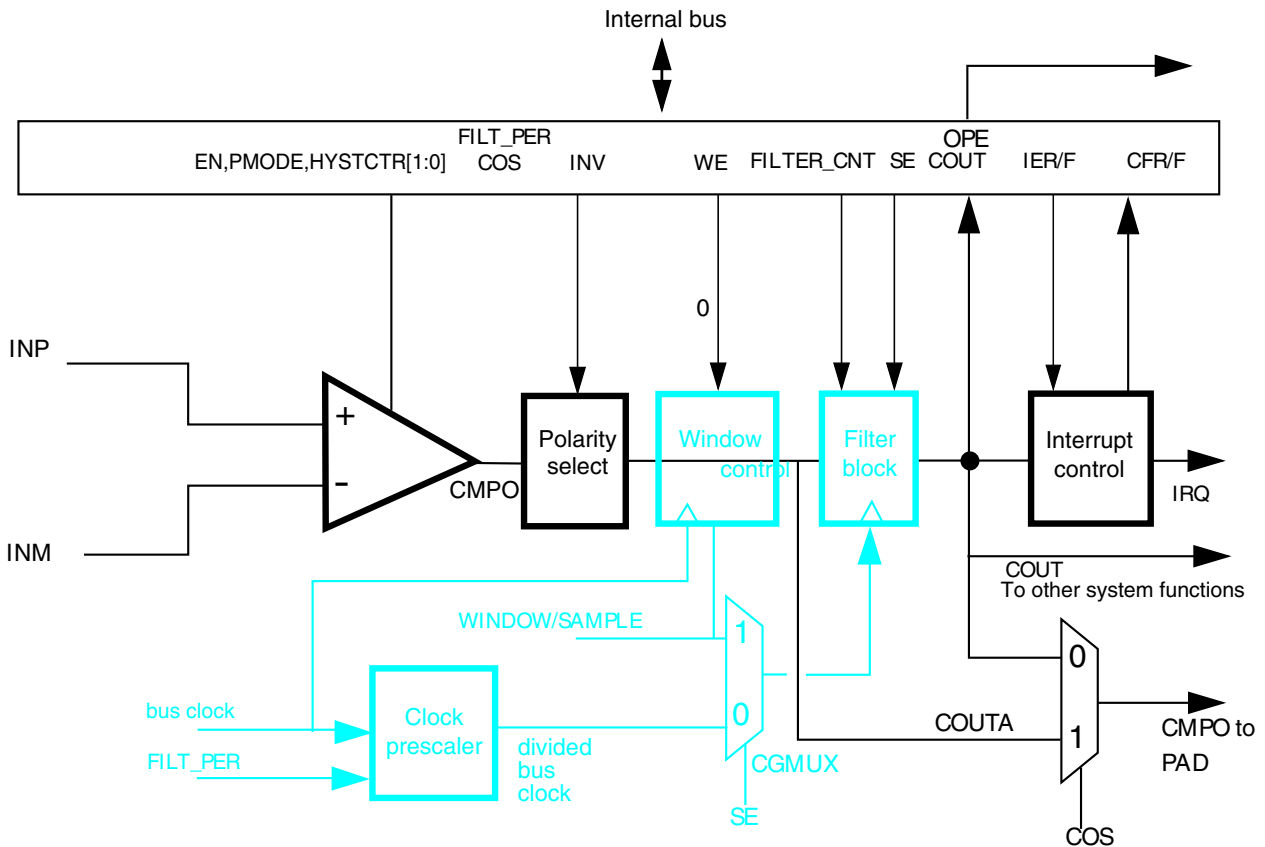 Internal bus
FILT_PER
OPE
EN,PMODE,HYSTCTR[1:0]
COS
INV
WE
FILTER_CNT
SE
COUT
IER/F
CFR/F
0
INP
+
-
INM
CMPO
Polarity
select
Window
control
Filter
block
Interrupt
control
IRQ
COUT
To other system functions
WINDOW/SAMPLE
1
0
CGMUX
SE
bus clock
FILT_PER
Clock
prescaler
divided
bus
clock
COUTA
0
1
COS
CMPO to
PAD